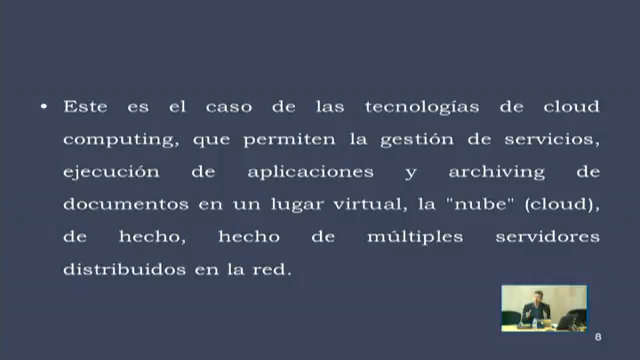 • Este es el caso de las tecnologías de cloud
computing, que permiten la gestión de servicios,
ejecución de aplicaciones y archiving de
documentos en un lugar virtual, la "nube" (cloud),
de hecho, hecho de múltiples servidores
distribuidos en la red.
8